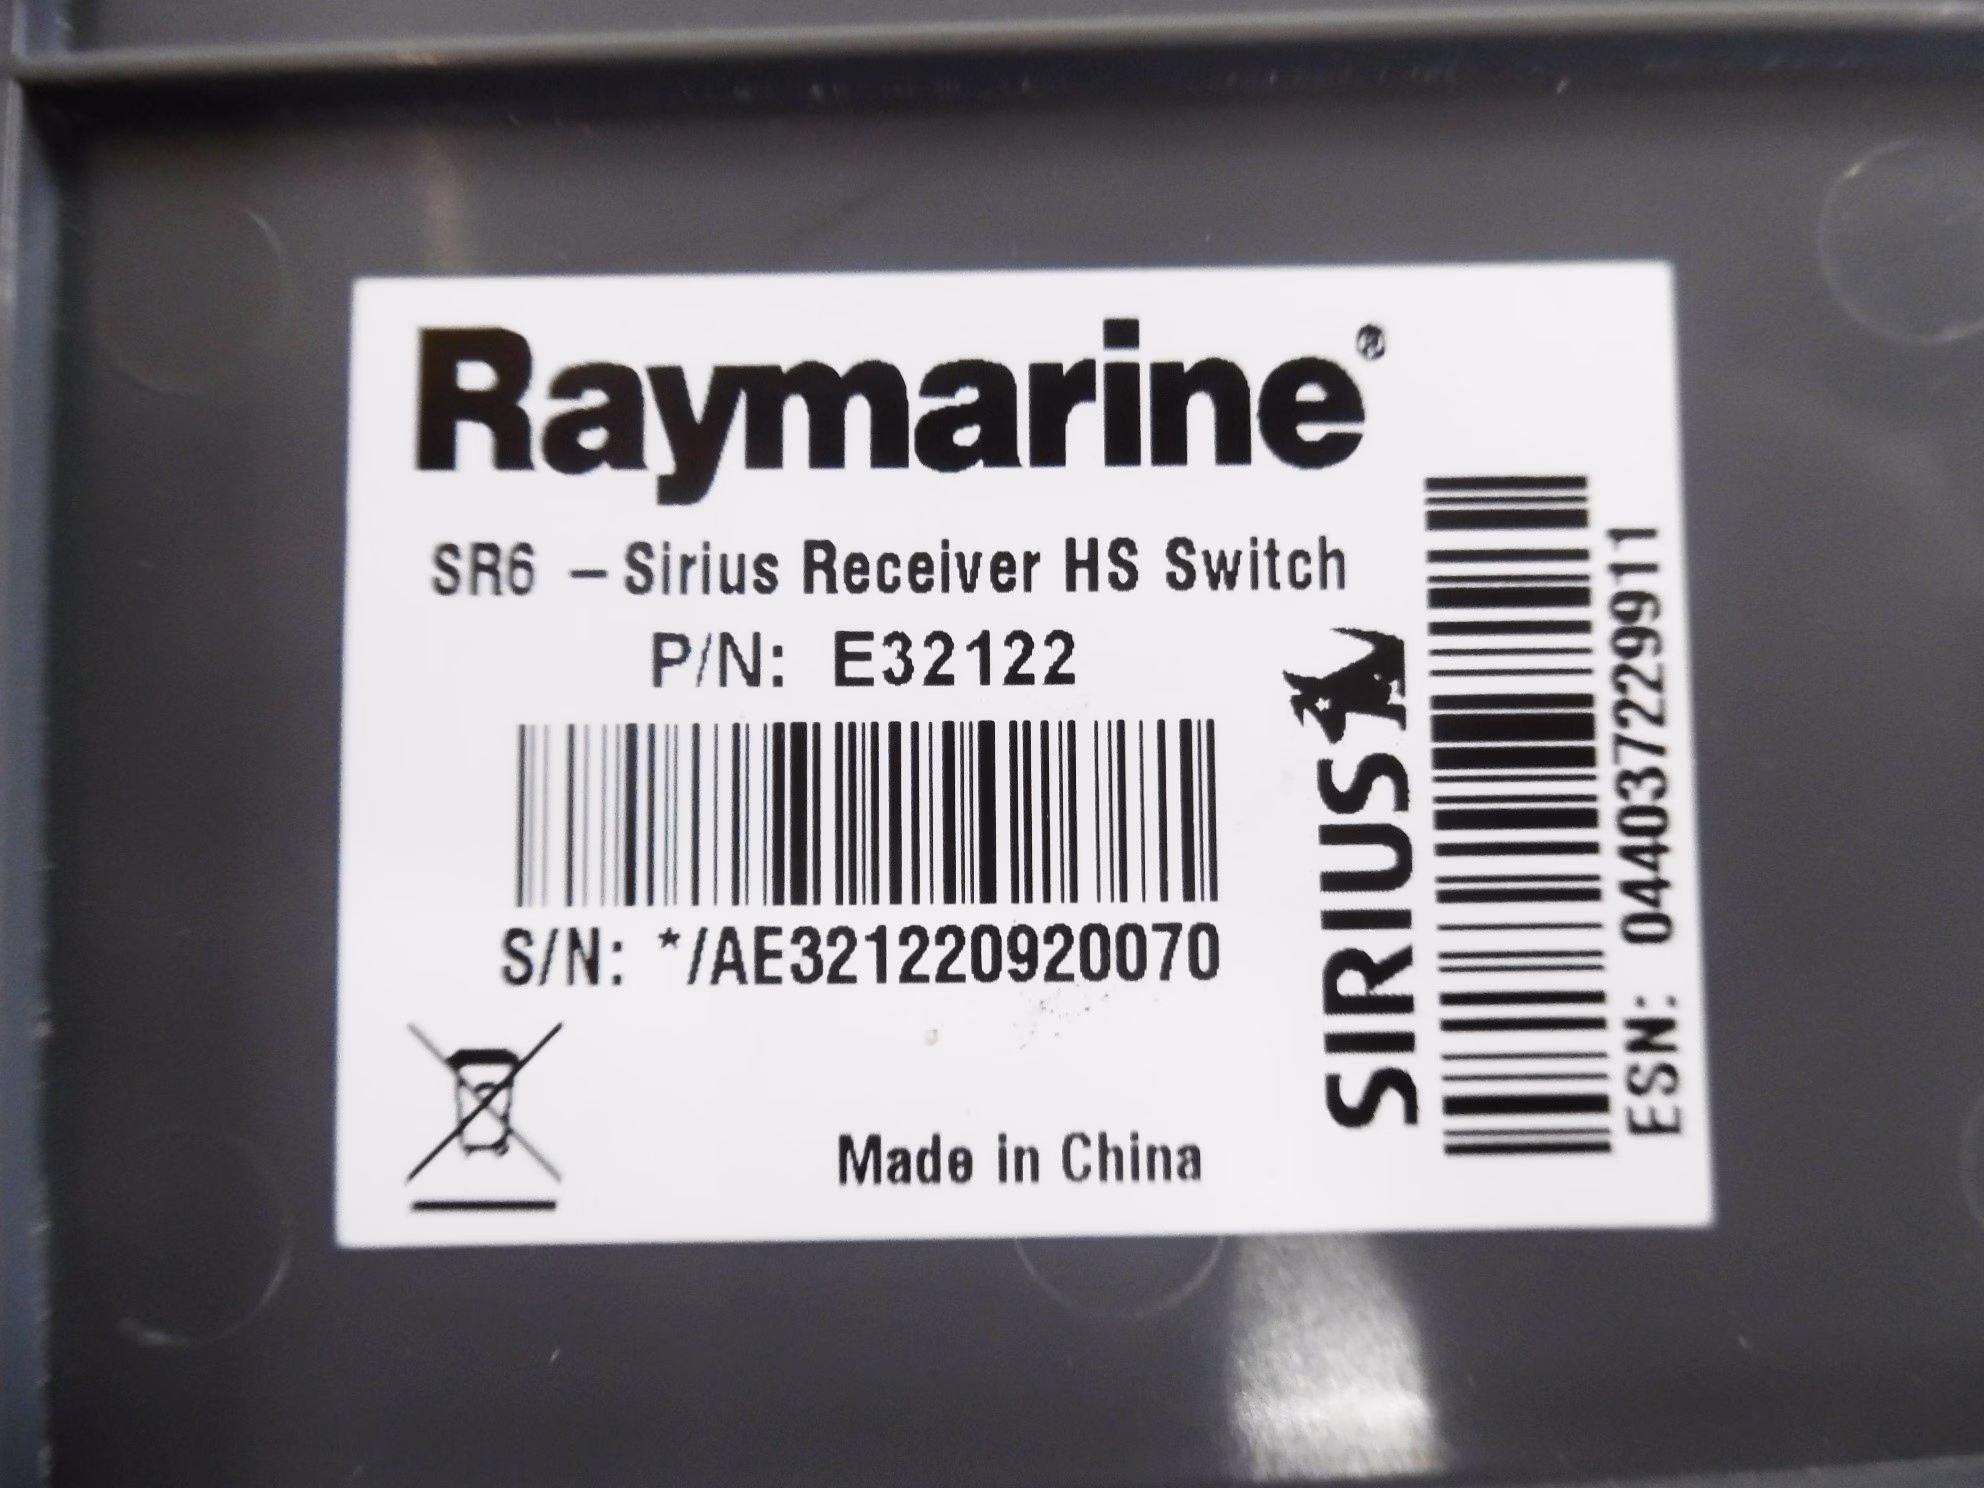 Raymarine®
SR6 – Sirius Receiver HS Switch
P/N: E32122
S/N: */AE321220920070
Made in China
SIRIUS
ESN: 044037229911